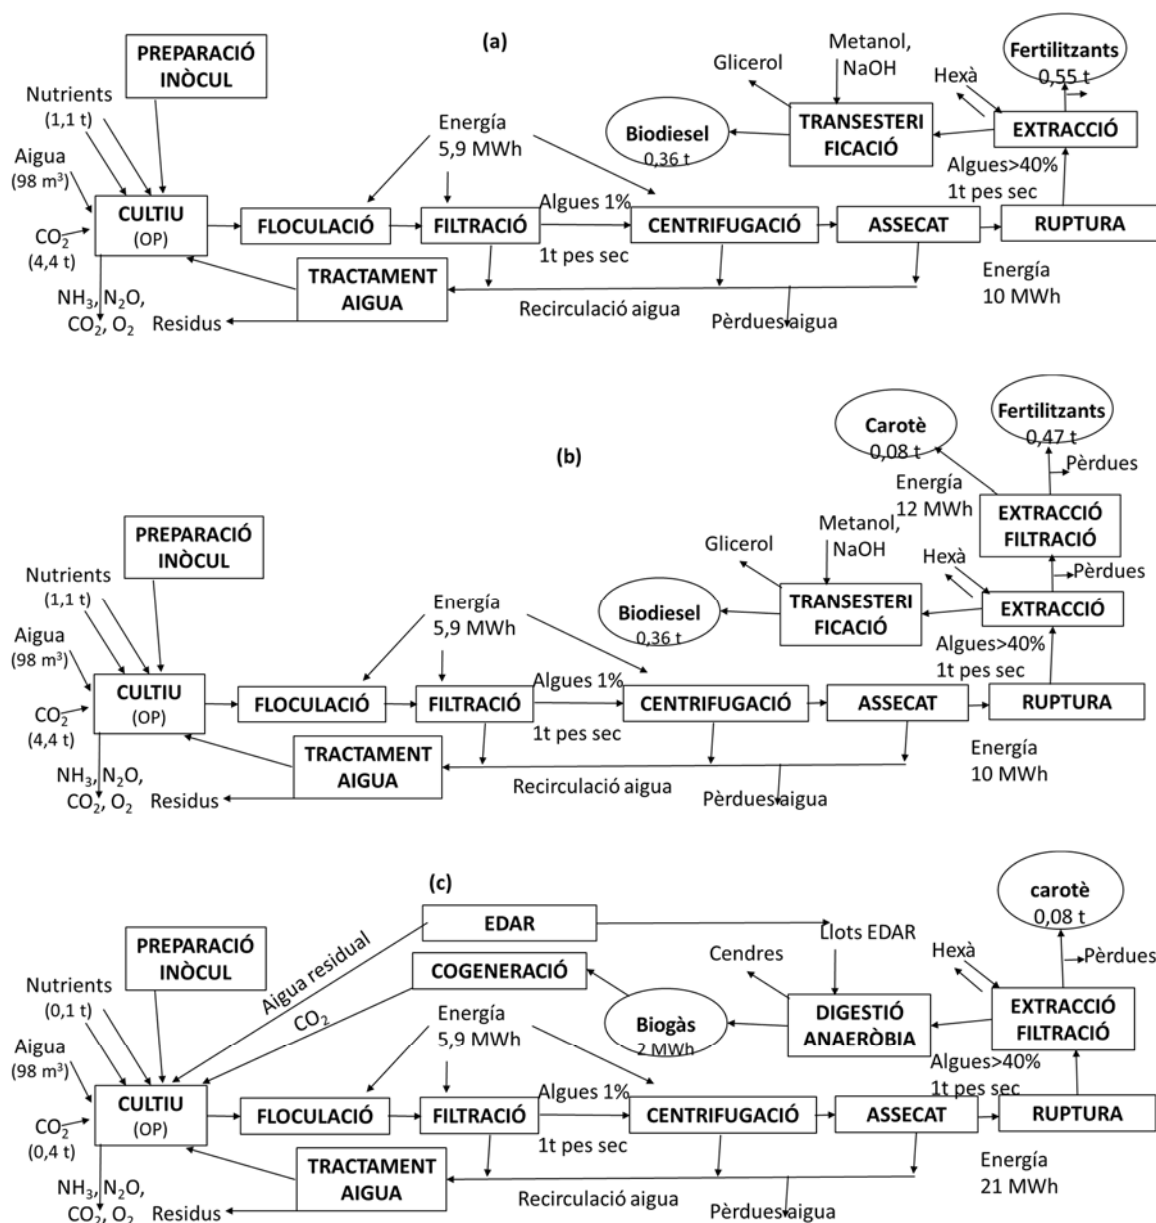 (a)
PREPARACIÓ
INÒCUL
Nutrients
(1,1 t)
Aigua
(98 m³)
CO₂
(4,4 t)
CULTIU
(OP)
NH₃, N₂O,
CO₂, O₂
Residus
FLOCULACIÓ
TRACTAMENT
AIGUA
Energía
5,9 MWh
FILTRACIÓ
Algues 1%
1t pes sec
Recirculació aigua
CENTRIFUGACIÓ
Pèrdues aigua
ASSECAT
RUPTURA
Energía
10 MWh
Algues>40%
1t pes sec
EXTRACCIÓ
Hexà
Fertilitzants
0,55 t
TRANSESTERI
FICACIÓ
Metanol,
NaOH
Glicerol
Biodiesel
0,36 t
(b)
PREPARACIÓ
INÒCUL
Nutrients
(1,1 t)
Aigua
(98 m³)
CO₂
(4,4 t)
CULTIU
(OP)
NH₃, N₂O,
CO₂, O₂
Residus
FLOCULACIÓ
TRACTAMENT
AIGUA
Energía
5,9 MWh
FILTRACIÓ
Algues 1%
1t pes sec
Recirculació aigua
CENTRIFUGACIÓ
Pèrdues aigua
ASSECAT
RUPTURA
Energía
10 MWh
Algues>40%
1t pes sec
EXTRACCIÓ
Hexà
Pèrdues
EXTRACCIÓ
FILTRACIÓ
Energía
12 MWh
Carotè
0,08 t
Fertilitzants
0,47 t
Pèrdues
TRANSESTERI
FICACIÓ
Metanol,
NaOH
Glicerol
Biodiesel
0,36 t
(c)
PREPARACIÓ
INÒCUL
Nutrients
(0,1 t)
Aigua
(98 m³)
CO₂
(0,4 t)
CULTIU
(OP)
NH₃, N₂O,
CO₂, O₂
Residus
EDAR
Aigua residual
COGENERACIÓ
CO₂
FLOCULACIÓ
TRACTAMENT
AIGUA
Energía
5,9 MWh
FILTRACIÓ
Algues 1%
1t pes sec
Recirculació aigua
CENTRIFUGACIÓ
Pèrdues aigua
ASSECAT
RUPTURA
Energía
21 MWh
Algues>40%
1t pes sec
EXTRACCIÓ
FILTRACIÓ
Hexà
carotè
0,08 t
Pèrdues
DIGESTIÓ
ANAERÒBIA
Llots EDAR
Cendres
Biogàs
2 MWh